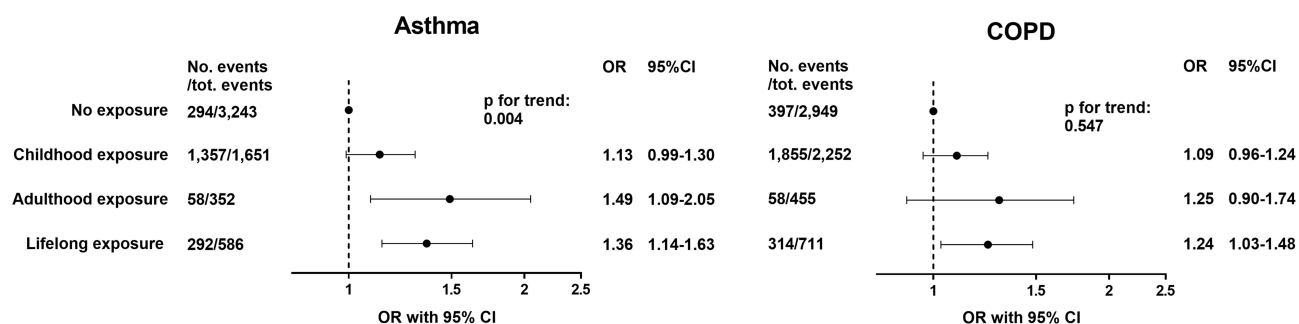 Asthma
No. events
/tot. events
OR 95%CI
No exposure 294/3,243
p for trend:
0.004
Childhood exposure 1,357/1,651 1.13 0.99-1.30
Adulthood exposure 58/352 1.49 1.09-2.05
Lifelong exposure 292/586 1.36 1.14-1.63
1 1.5 2 2.5
OR with 95% CI
COPD
No. events
/tot. events
OR 95%CI
397/2,949
p for trend:
0.547
1,855/2,252 1.09 0.96-1.24
58/455 1.25 0.90-1.74
314/711 1.24 1.03-1.48
1 1.5 2 2.5
OR with 95% CI